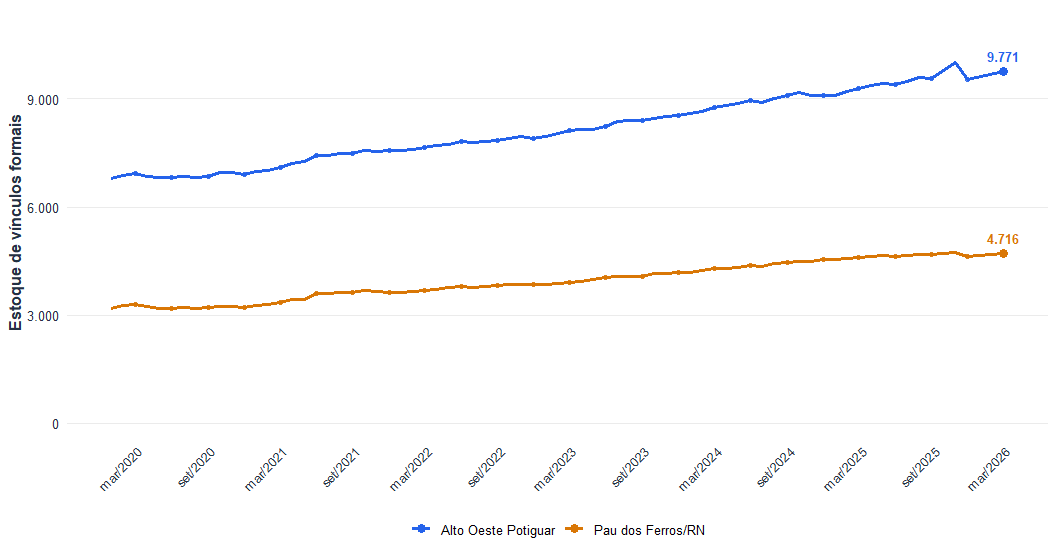 9.771
9.000
6.000
4.716
3.000
0
Estoque de vínculos formais
mar/2020
set/2020
mar/2021
set/2021
mar/2022
set/2022
mar/2023
set/2023
mar/2024
set/2024
mar/2025
set/2025
mar/2026
Alto Oeste Potiguar
Pau dos Ferros/RN